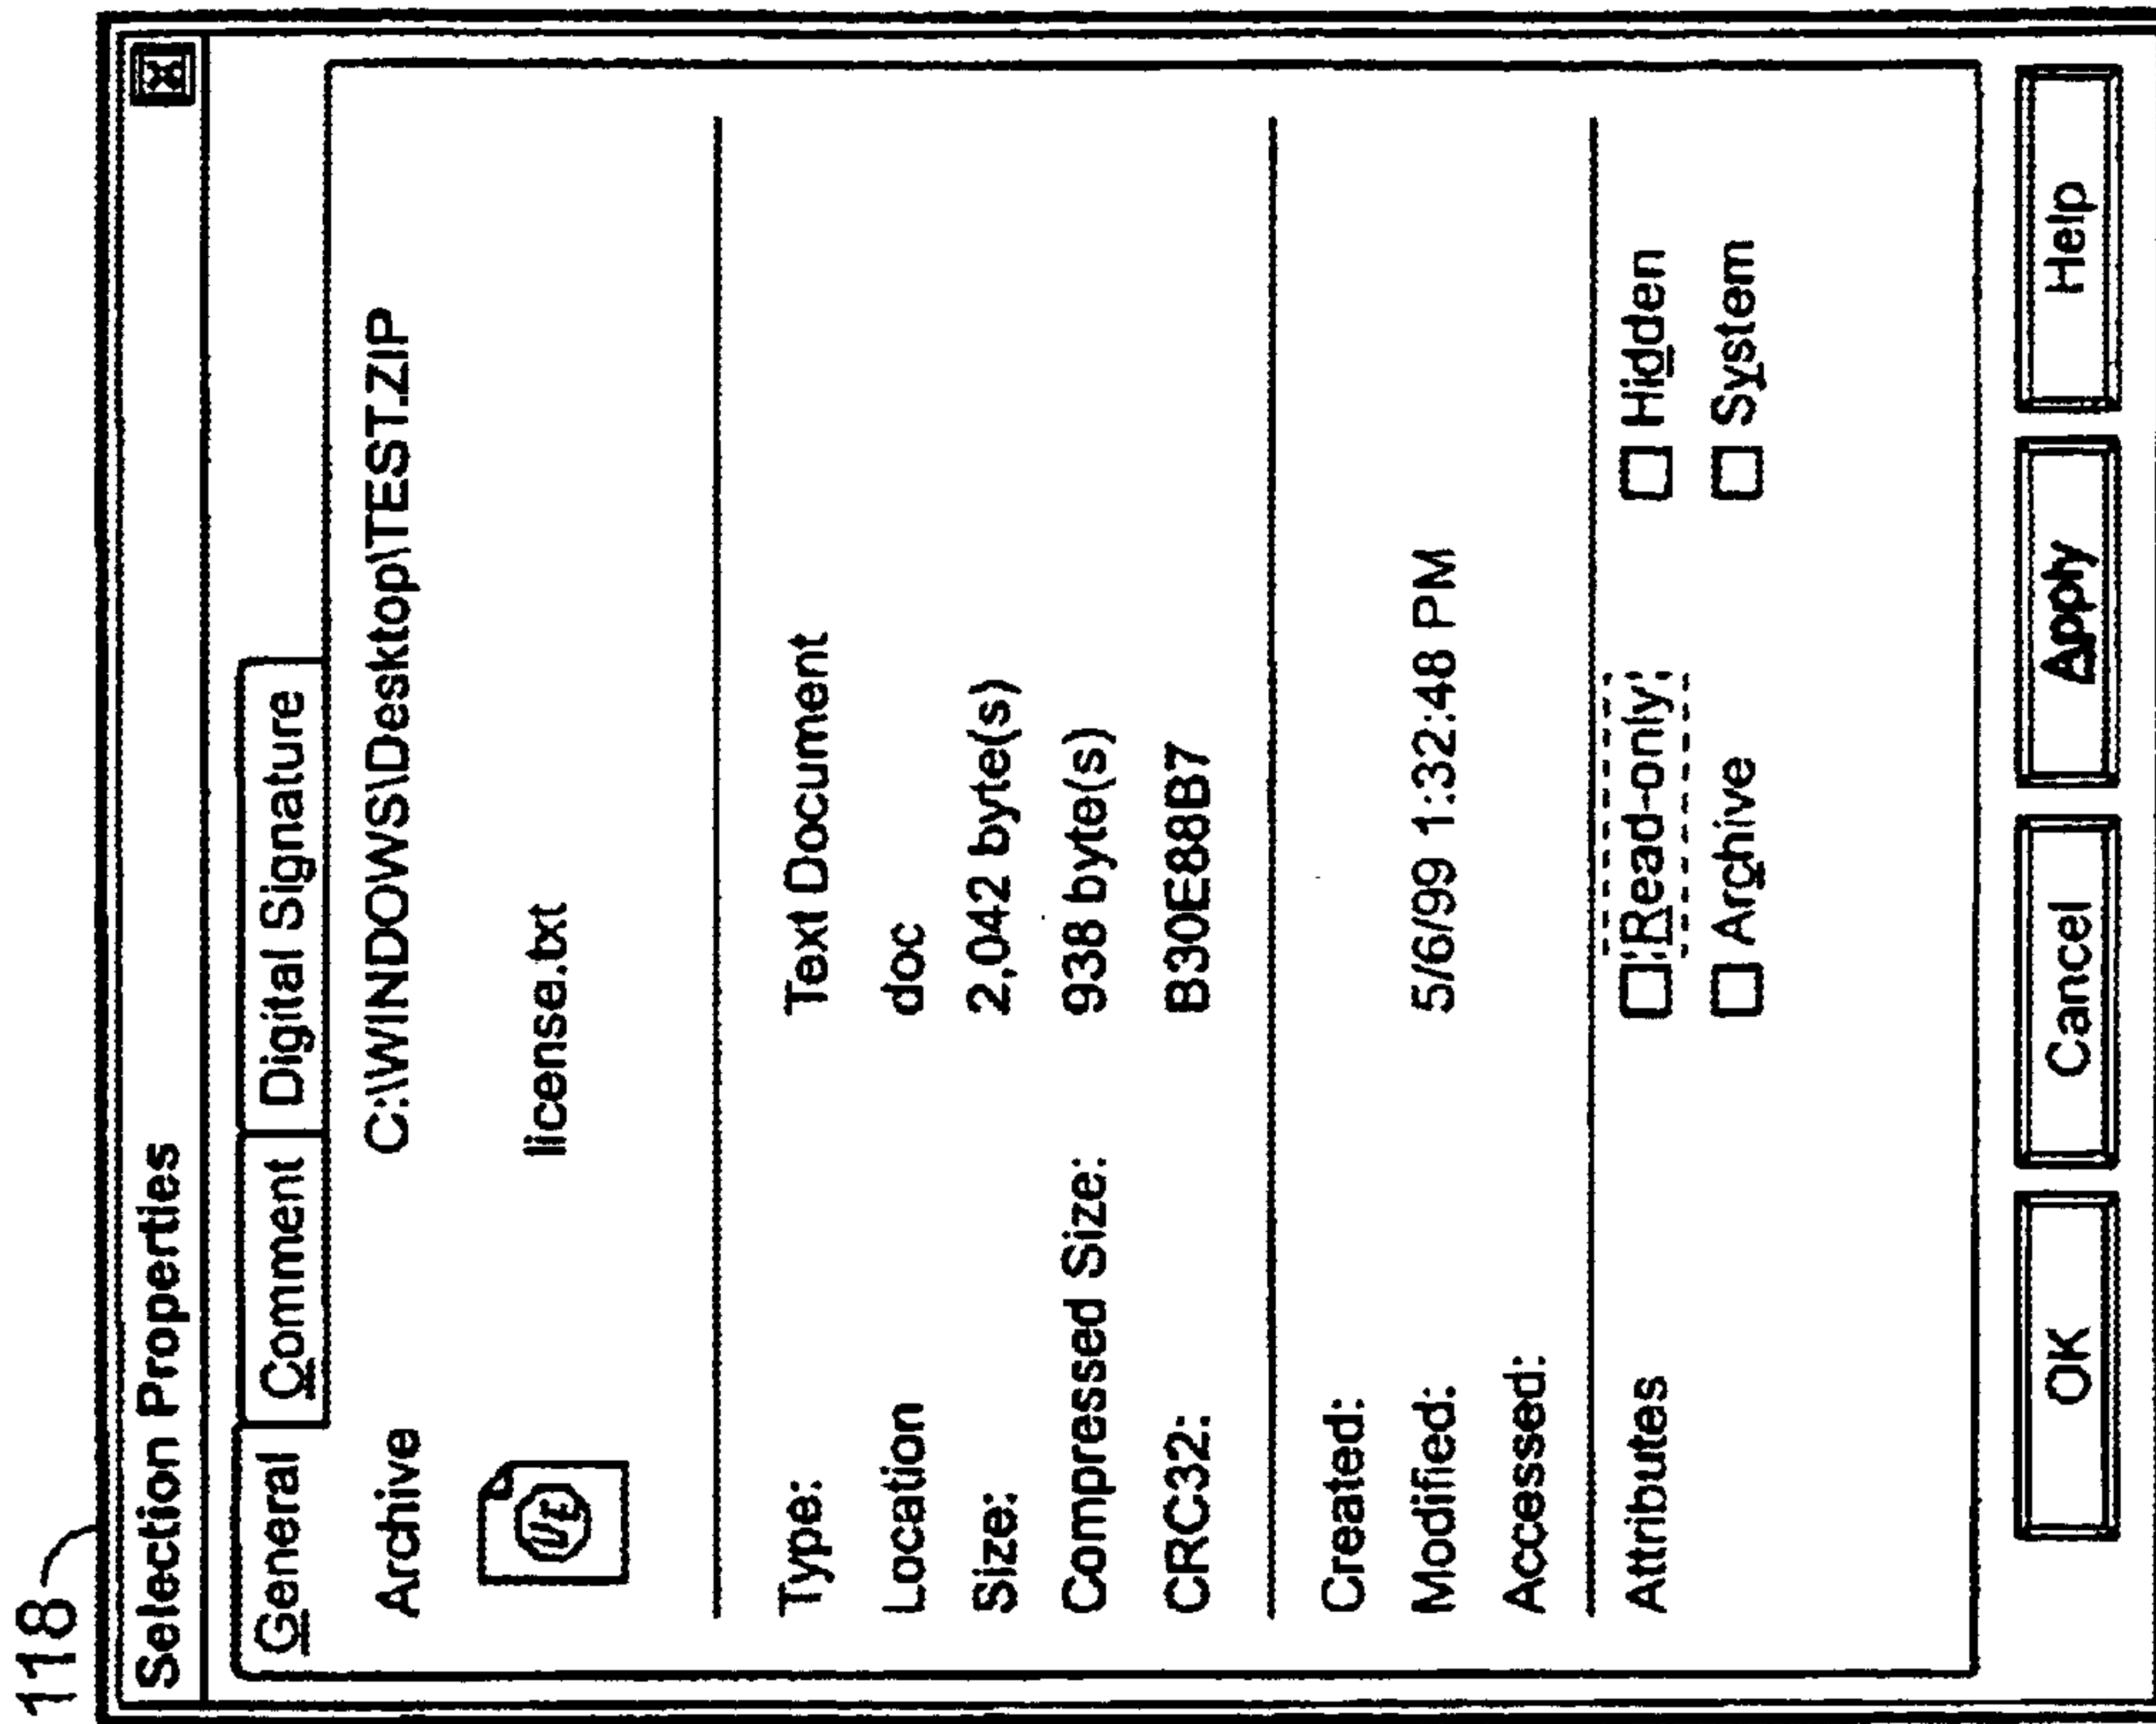 118
Selection Properties
General Comment Digital Signature
Archive C:\WINDOWS\Desktop\TEST.ZIP
license.txt
Type: Text Document
Location doc
Size: 2,042 byte(s)
Compressed Size: 938 byte(s)
CRC32: B30E88B7
Created:
Modified: 5/6/99 1:32:48 PM
Accessed:
Attributes Read-only Hidden
Archive System
OK Cancel Apply Help